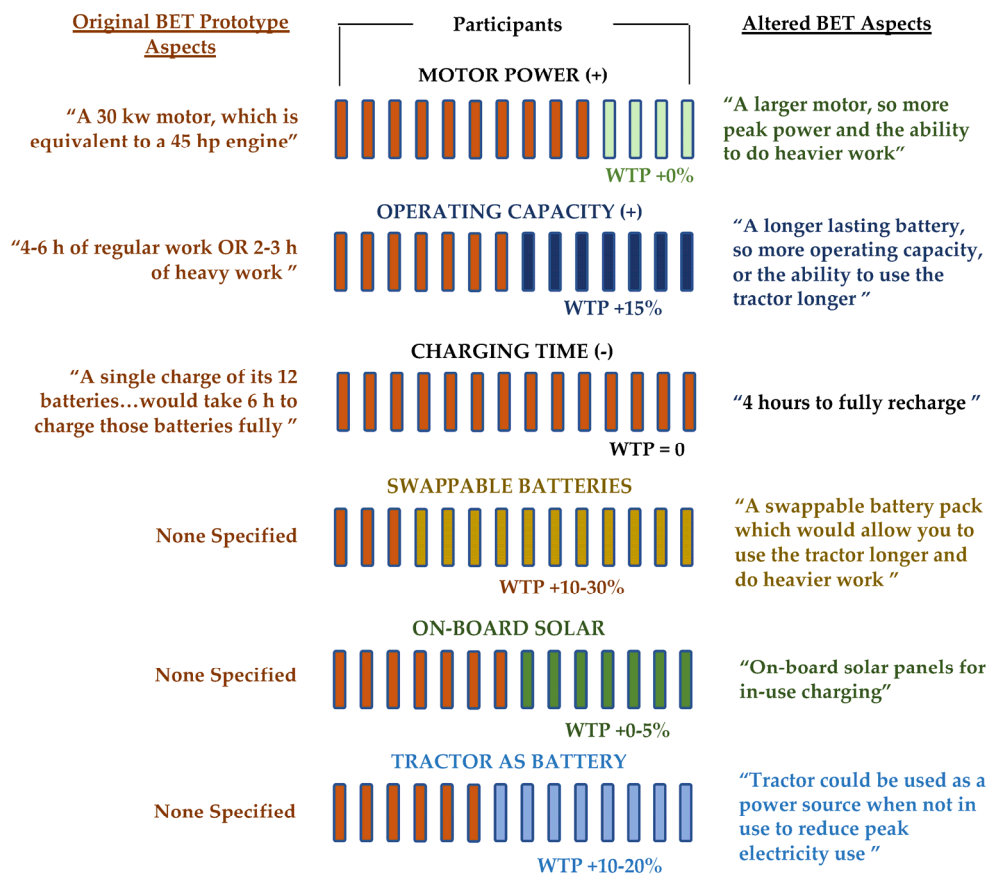 Original BET Prototype
Aspects
Participants
Altered BET Aspects
MOTOR POWER (+)
“A 30 kw motor, which is
equivalent to a 45 hp engine”
“A larger motor, so more
peak power and the ability
to do heavier work”
WTP +0%
OPERATING CAPACITY (+)
“4-6 h of regular work OR 2-3 h
of heavy work ”
“A longer lasting battery,
so more operating capacity,
or the ability to use the
tractor longer ”
WTP +15%
CHARGING TIME (-)
“A single charge of its 12
batteries…would take 6 h to
charge those batteries fully ”
“4 hours to fully recharge ”
WTP = 0
SWAPPABLE BATTERIES
None Specified
“A swappable battery pack
which would allow you to
use the tractor longer and
do heavier work ”
WTP +10-30%
ON-BOARD SOLAR
None Specified
“On-board solar panels for
in-use charging”
WTP +0-5%
TRACTOR AS BATTERY
None Specified
“Tractor could be used as a
power source when not in
use to reduce peak
electricity use ”
WTP +10-20%